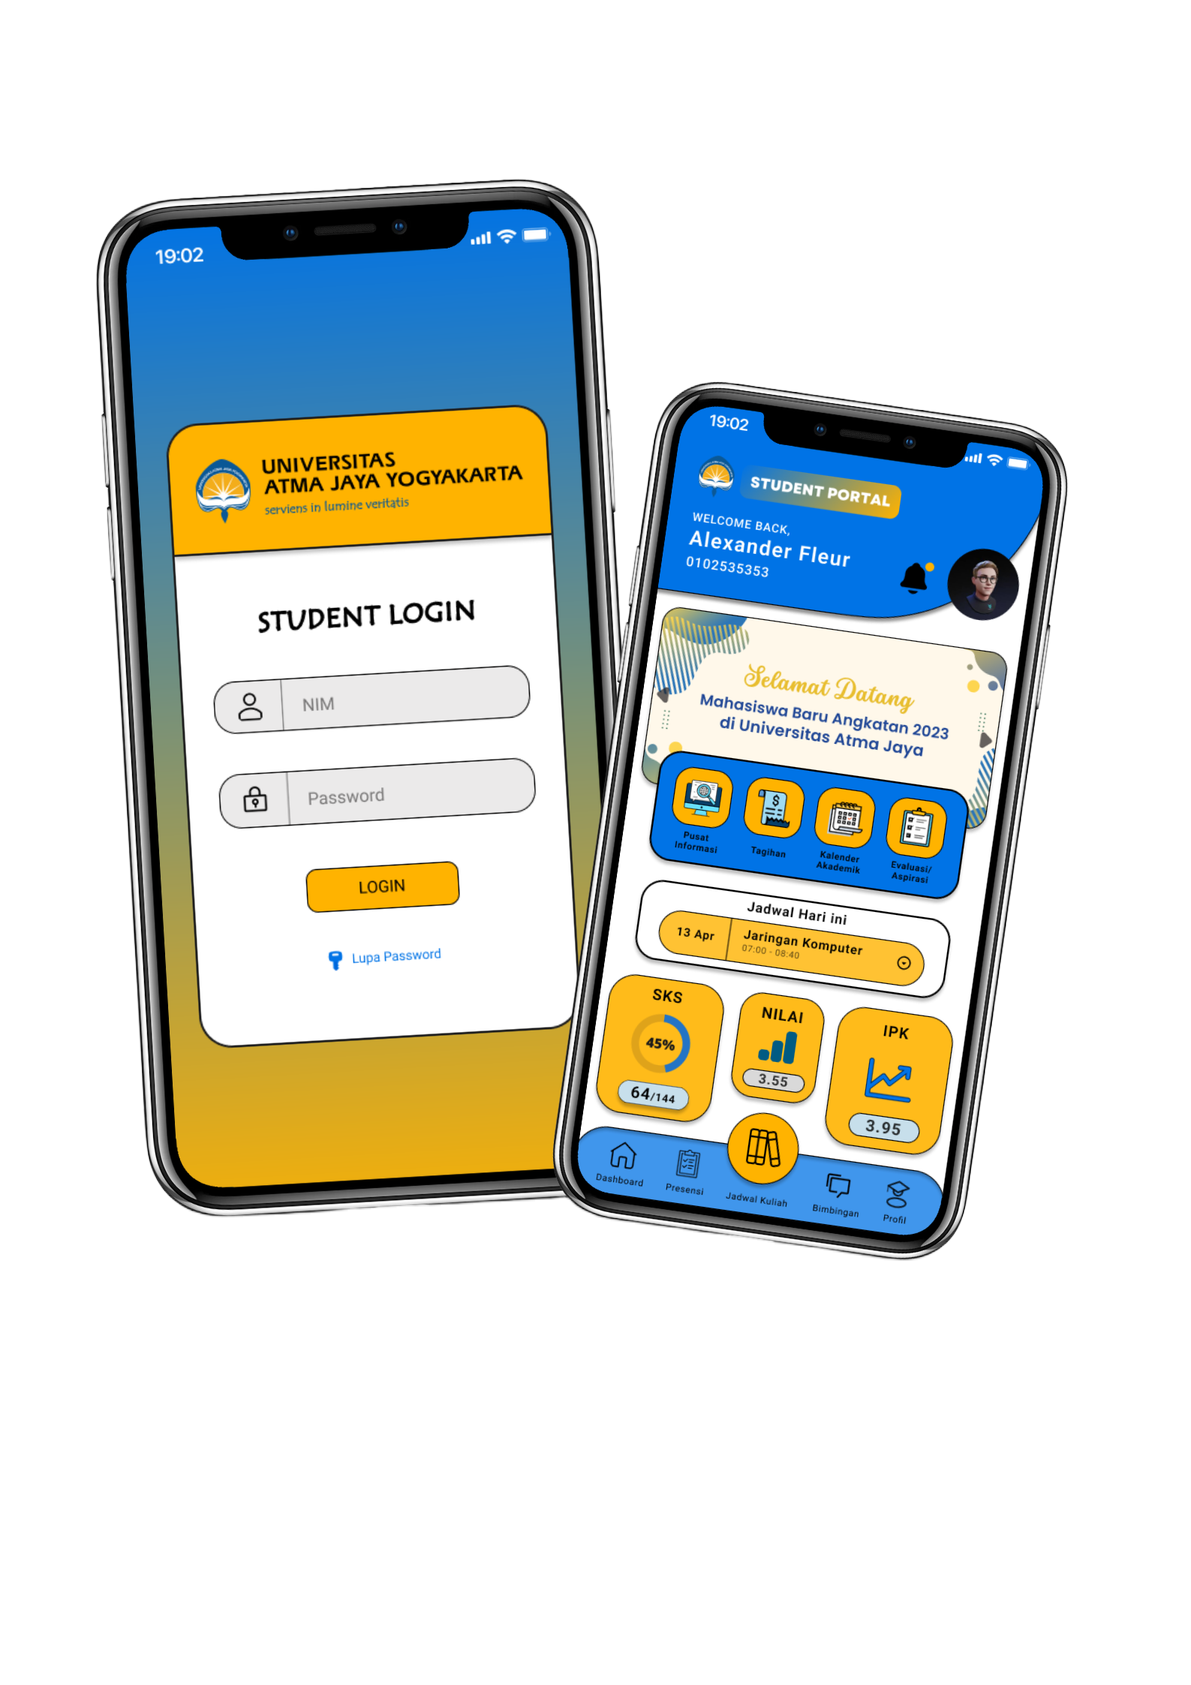 19:02
UNIVERSITAS
ATMA JAYA YOGYAKARTA
serviens in lumine veritatis
STUDENT LOGIN
NIM
Password
LOGIN
Lupa Password
19:02
STUDENT PORTAL
WELCOME BACK,
Alexander Fleur
0102535353
Selamat Datang
Mahasiswa Baru Angkatan 2023
di Universitas Atma Jaya
Pusat
Informasi
Tagihan
Kalender
Akademik
Evaluasi/
Aspirasi
Jadwal Hari ini
13 Apr
Jaringan Komputer
07:00 - 08:40
SKS
45%
64/144
NILAI
3.55
IPK
3.95
Dashboard
Presensi
Jadwal Kuliah
Bimbingan
Profil